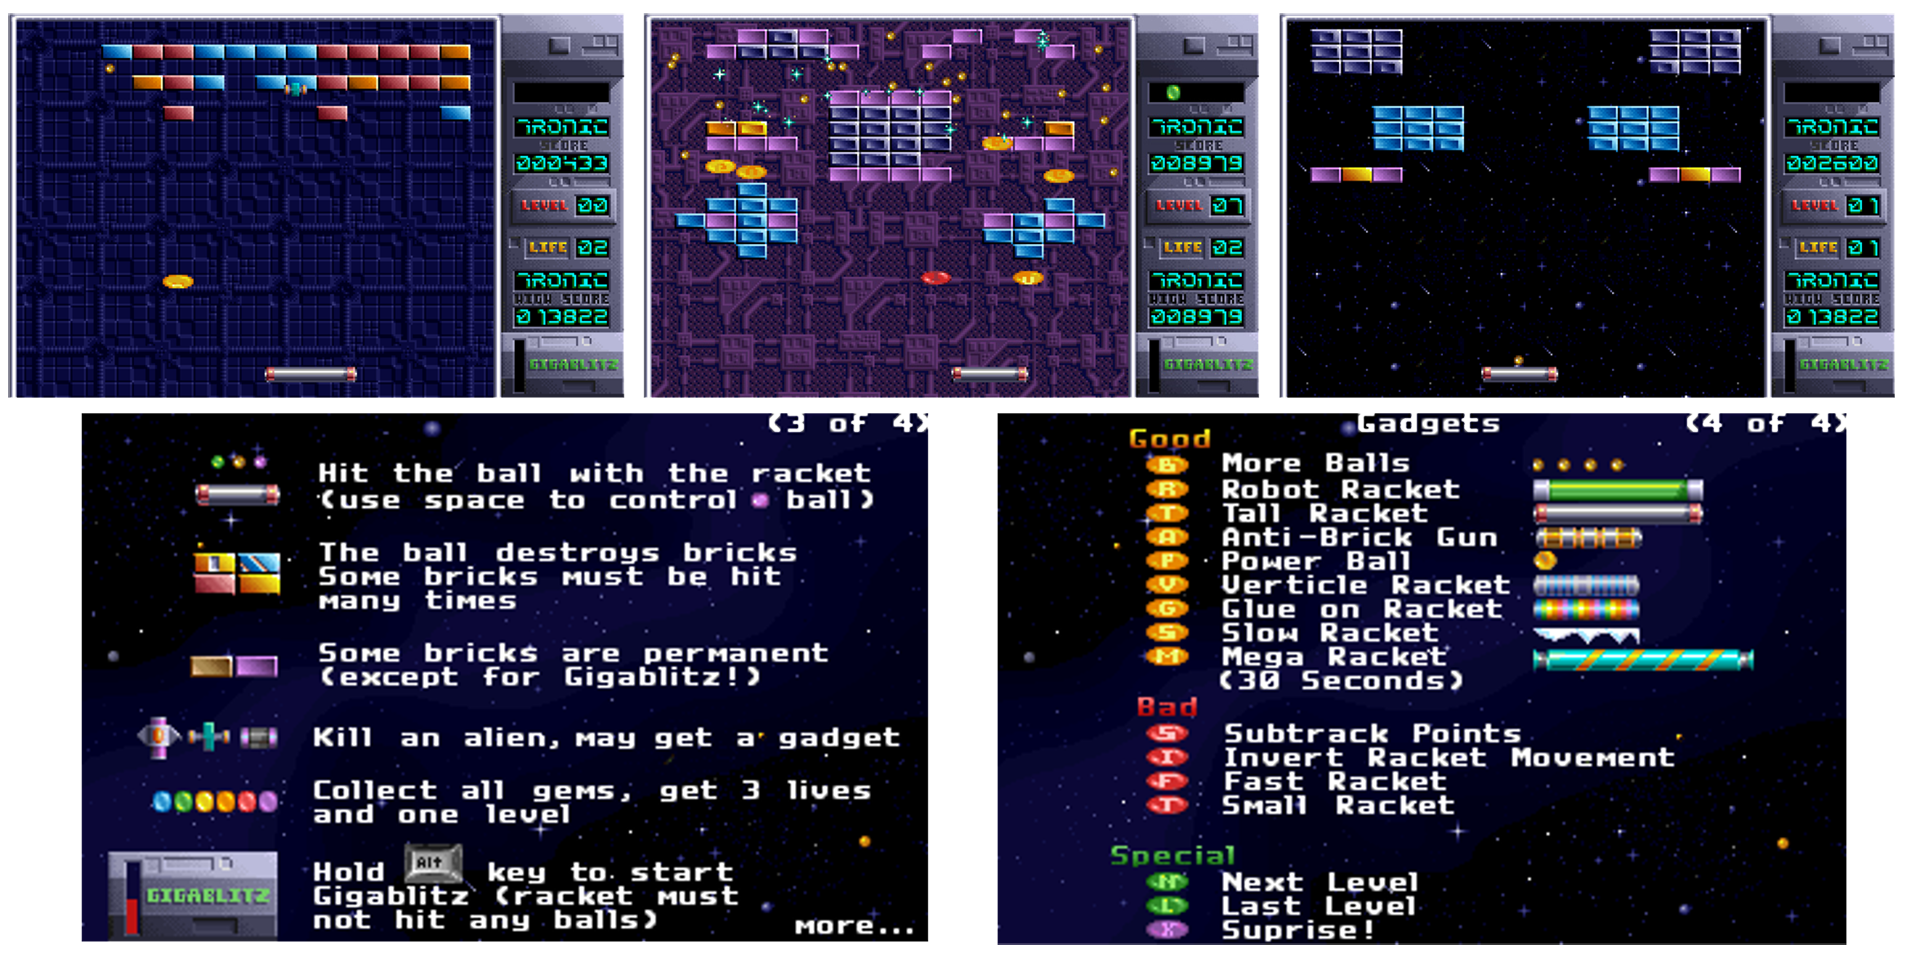 TRONIC
SCORE
000433
LEVEL 00
LIFE 02
TRONIC
HIGH SCORE
013822
GIGABLITZ
TRONIC
SCORE
008979
LEVEL 07
LIFE 02
TRONIC
HIGH SCORE
008979
GIGABLITZ
TRONIC
SCORE
002600
LEVEL 01
LIFE 01
TRONIC
HIGH SCORE
013822
GIGABLITZ
(3 of 4)
Hit the ball with the racket
(use space to control ball)
The ball destroys bricks
Some bricks must be hit
many times
Some bricks are permanent
(except for Gigablitz!)
Kill an alien, may get a gadget
Collect all gems, get 3 lives
and one level
Hold Alt key to start
Gigablitz (racket must
not hit any balls)
GIGABLITZ
More...
Gadgets (4 of 4)
Good
B More Balls
R Robot Racket
T Tall Racket
A Anti-Brick Gun
P Power Ball
V Verticle Racket
G Glue on Racket
S Slow Racket
M Mega Racket
(30 Seconds)
Bad
S Subtrack Points
I Invert Racket Movement
F Fast Racket
T Small Racket
Special
N Next Level
L Last Level
X Suprise!